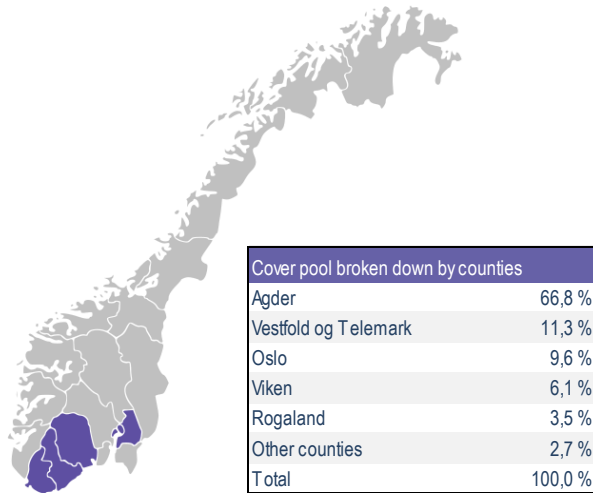 Cover pool broken down by counties
Agder 66,8 %
Vestfold og Telemark 11,3 %
Oslo 9,6 %
Viken 6,1 %
Rogaland 3,5 %
Other counties 2,7 %
Total 100,0 %